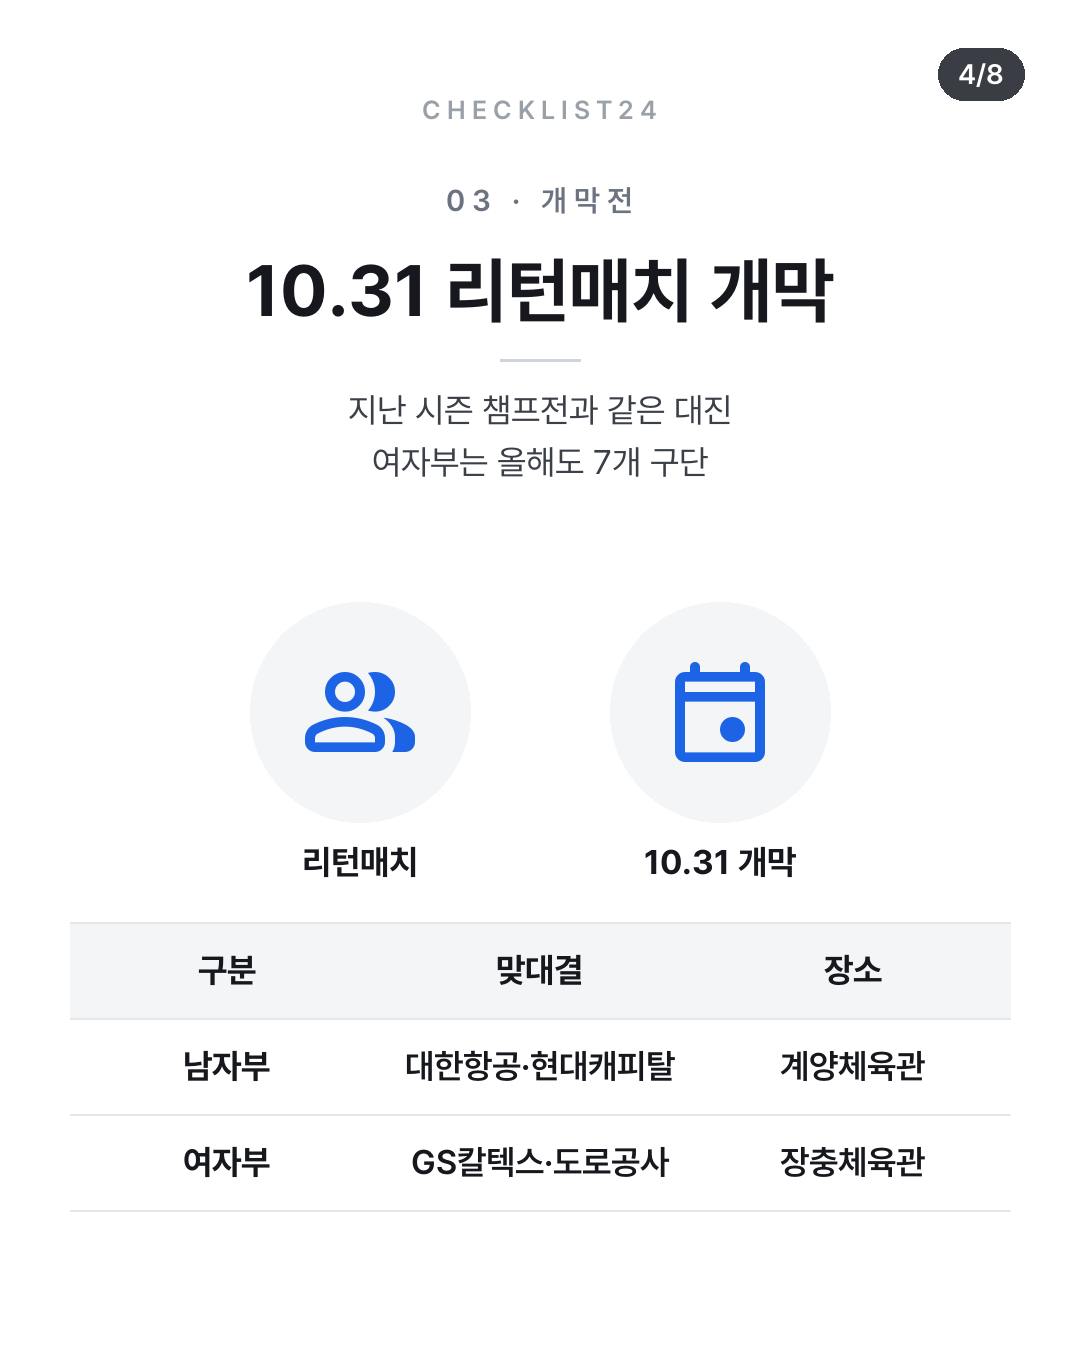 4/8
CHECKLIST24
03 · 개막전
10.31 리턴매치 개막
지난 시즌 챔프전과 같은 대진
여자부는 올해도 7개 구단
리턴매치
10.31 개막
구분 맞대결 장소
남자부 대한항공·현대캐피탈 계양체육관
여자부 GS칼텍스·도로공사 장충체육관